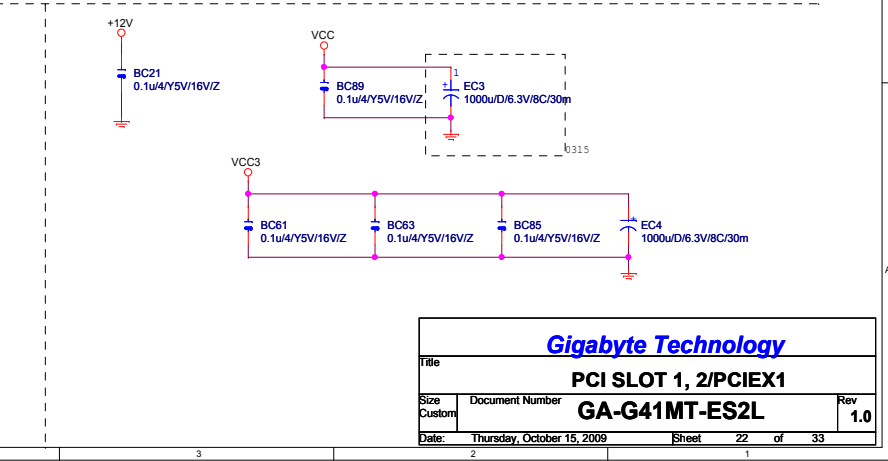 +12V
BC21
0.1u/4/Y5V/16V/Z
VCC
BC89
0.1u/4/Y5V/16V/Z
1
+
EC3
1000u/D/6.3V/8C/30m
0315
VCC3
BC61
0.1u/4/Y5V/16V/Z
BC63
0.1u/4/Y5V/16V/Z
BC85
0.1u/4/Y5V/16V/Z
+
EC4
1000u/D/6.3V/8C/30m
A
Gigabyte Technology
Title
PCI SLOT 1, 2/PCIEX1
Size
Custom
Document Number
GA-G41MT-ES2L
Rev
1.0
Date: Thursday, October 15, 2009 Sheet 22 of 33
3 2 1